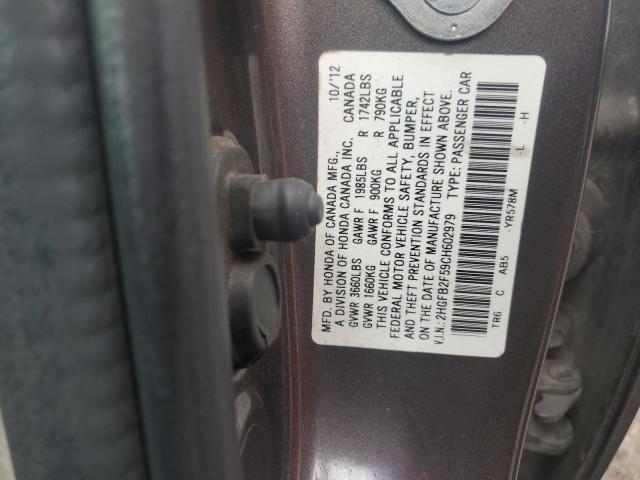 MFD. BY HONDA OF CANADA MFG., 10/'12
A DIVISION OF HONDA CANADA INC. CANADA
GVWR 3660LBS GAWR F 1985LBS R 1742LBS
GVWR 1660KG GAWR F 900KG R 790KG
THIS VEHICLE CONFORMS TO ALL APPLICABLE
FEDERAL MOTOR VEHICLE SAFETY, BUMPER,
AND THEFT PREVENTION STANDARDS IN EFFECT
ON THE DATE OF MANUFACTURE SHOWN ABOVE.
V.I.N.: 2HGFB2F59CH602979 TYPE: PASSENGER CAR
TR6 C AB5 -YR578M -L -H